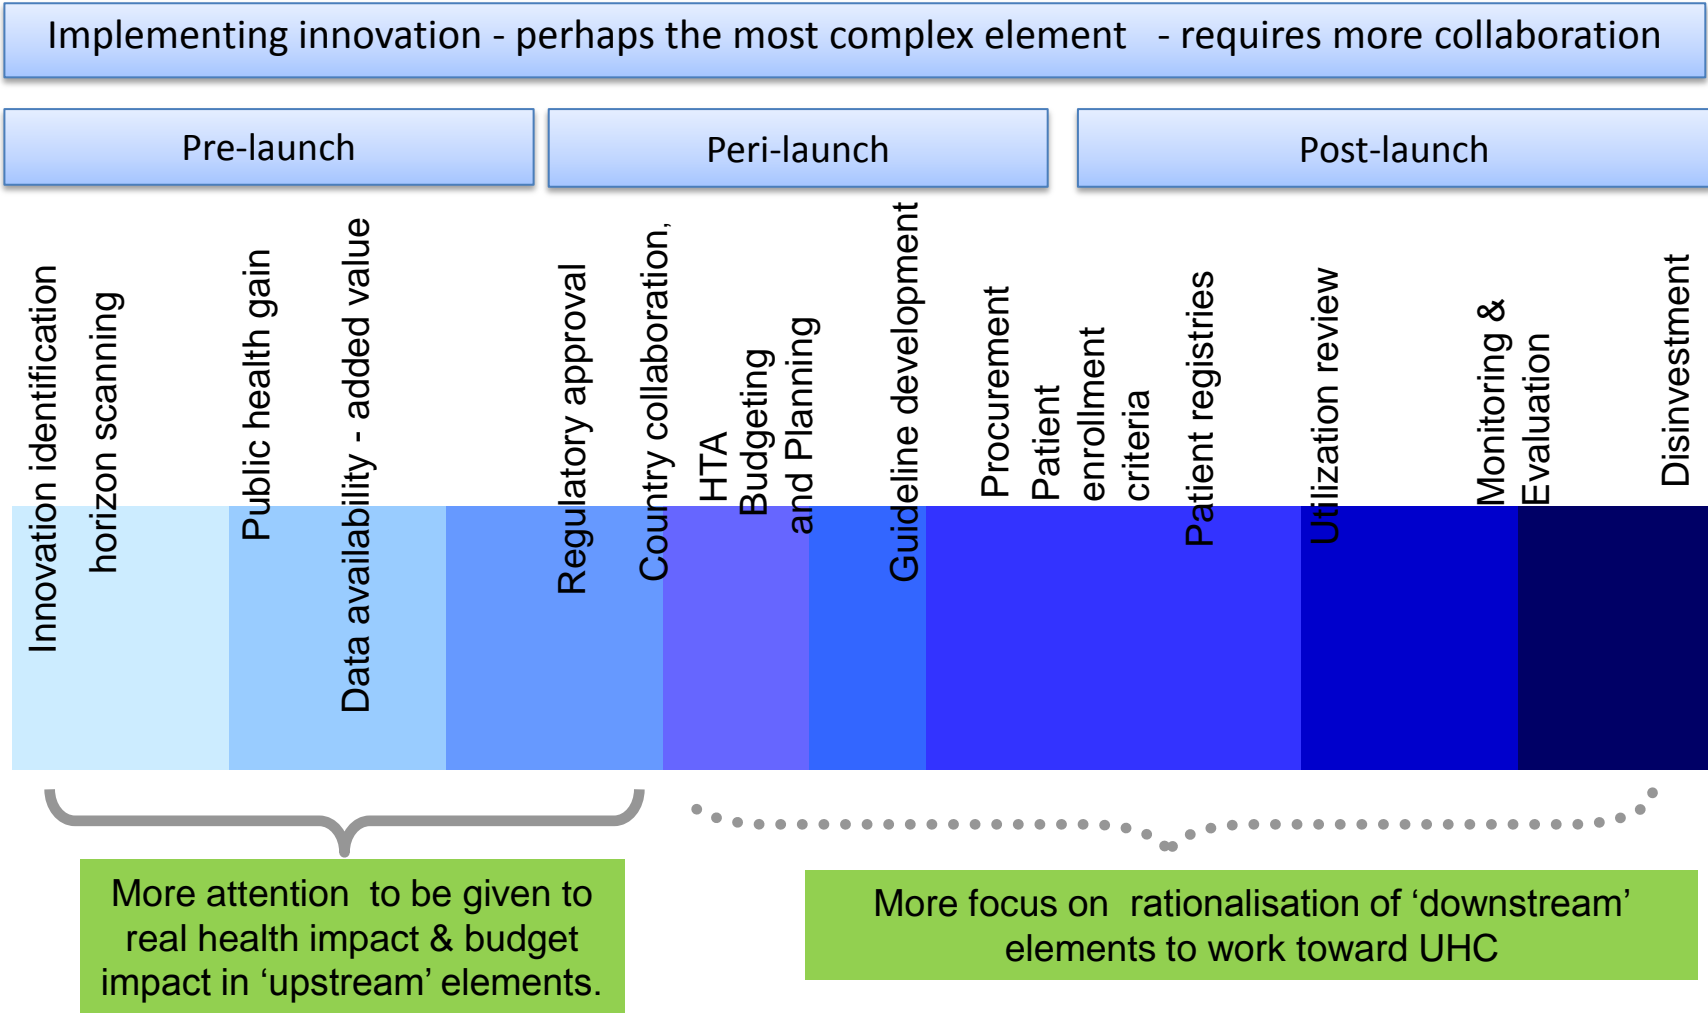 Implementing innovation - perhaps the most complex element - requires more collaboration
Pre-launch
Peri-launch
Post-launch
Innovation identification
horizon scanning
Public health gain
Data availability - added value
Regulatory approval
Country collaboration,
HTA
Budgeting
and Planning
Guideline development
Procurement
Patient
enrollment
criteria
Patient registries
Utilization review
Monitoring &
Evaluation
Disinvestment
More attention to be given to
real health impact & budget
impact in ‘upstream’ elements.
More focus on rationalisation of ‘downstream’
elements to work toward UHC